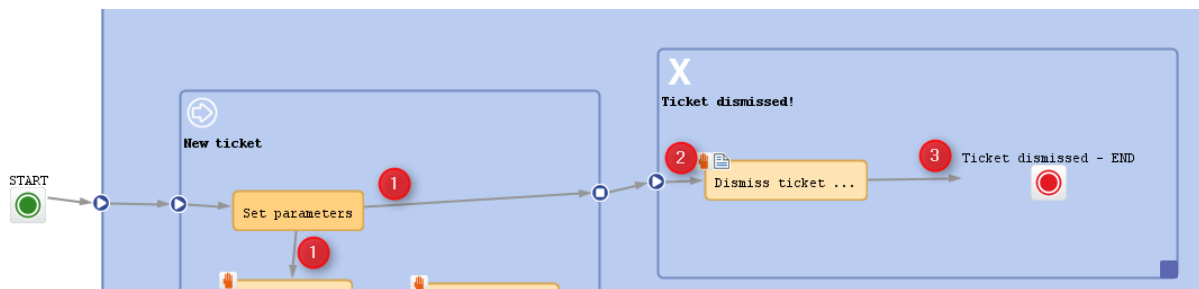 X
Ticket dismissed!
New ticket
START
1
Set parameters
1
2
Dismiss ticket ...
3
Ticket dismissed - END